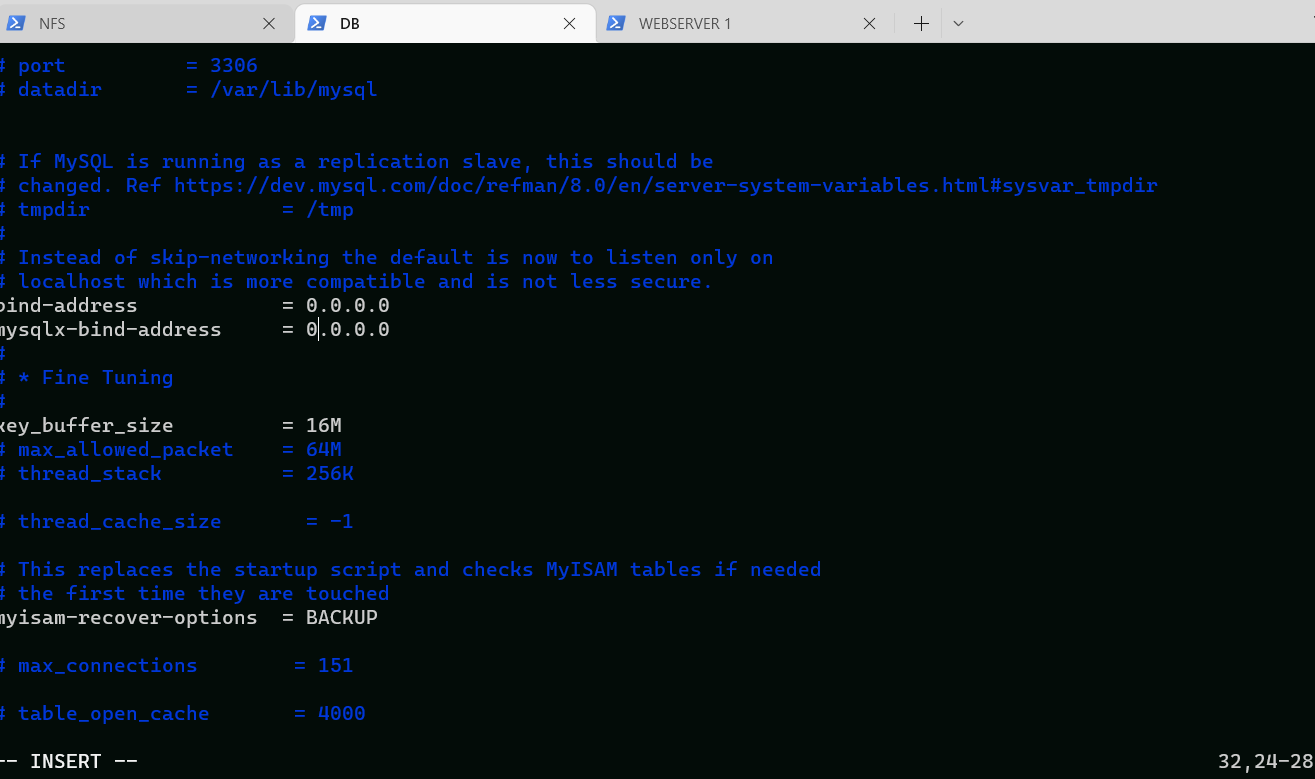 NFS DB WEBSERVER 1
# port = 3306
# datadir = /var/lib/mysql
# If MySQL is running as a replication slave, this should be
# changed. Ref https://dev.mysql.com/doc/refman/8.0/en/server-system-variables.html#sysvar_tmpdir
# tmpdir = /tmp
#
# Instead of skip-networking the default is now to listen only on
# localhost which is more compatible and is not less secure.
bind-address = 0.0.0.0
mysqlx-bind-address = 0.0.0.0
#
# * Fine Tuning
#
key_buffer_size = 16M
# max_allowed_packet = 64M
# thread_stack = 256K
# thread_cache_size = -1
# This replaces the startup script and checks MyISAM tables if needed
# the first time they are touched
myisam-recover-options = BACKUP
# max_connections = 151
# table_open_cache = 4000
-- INSERT -- 32,24-28